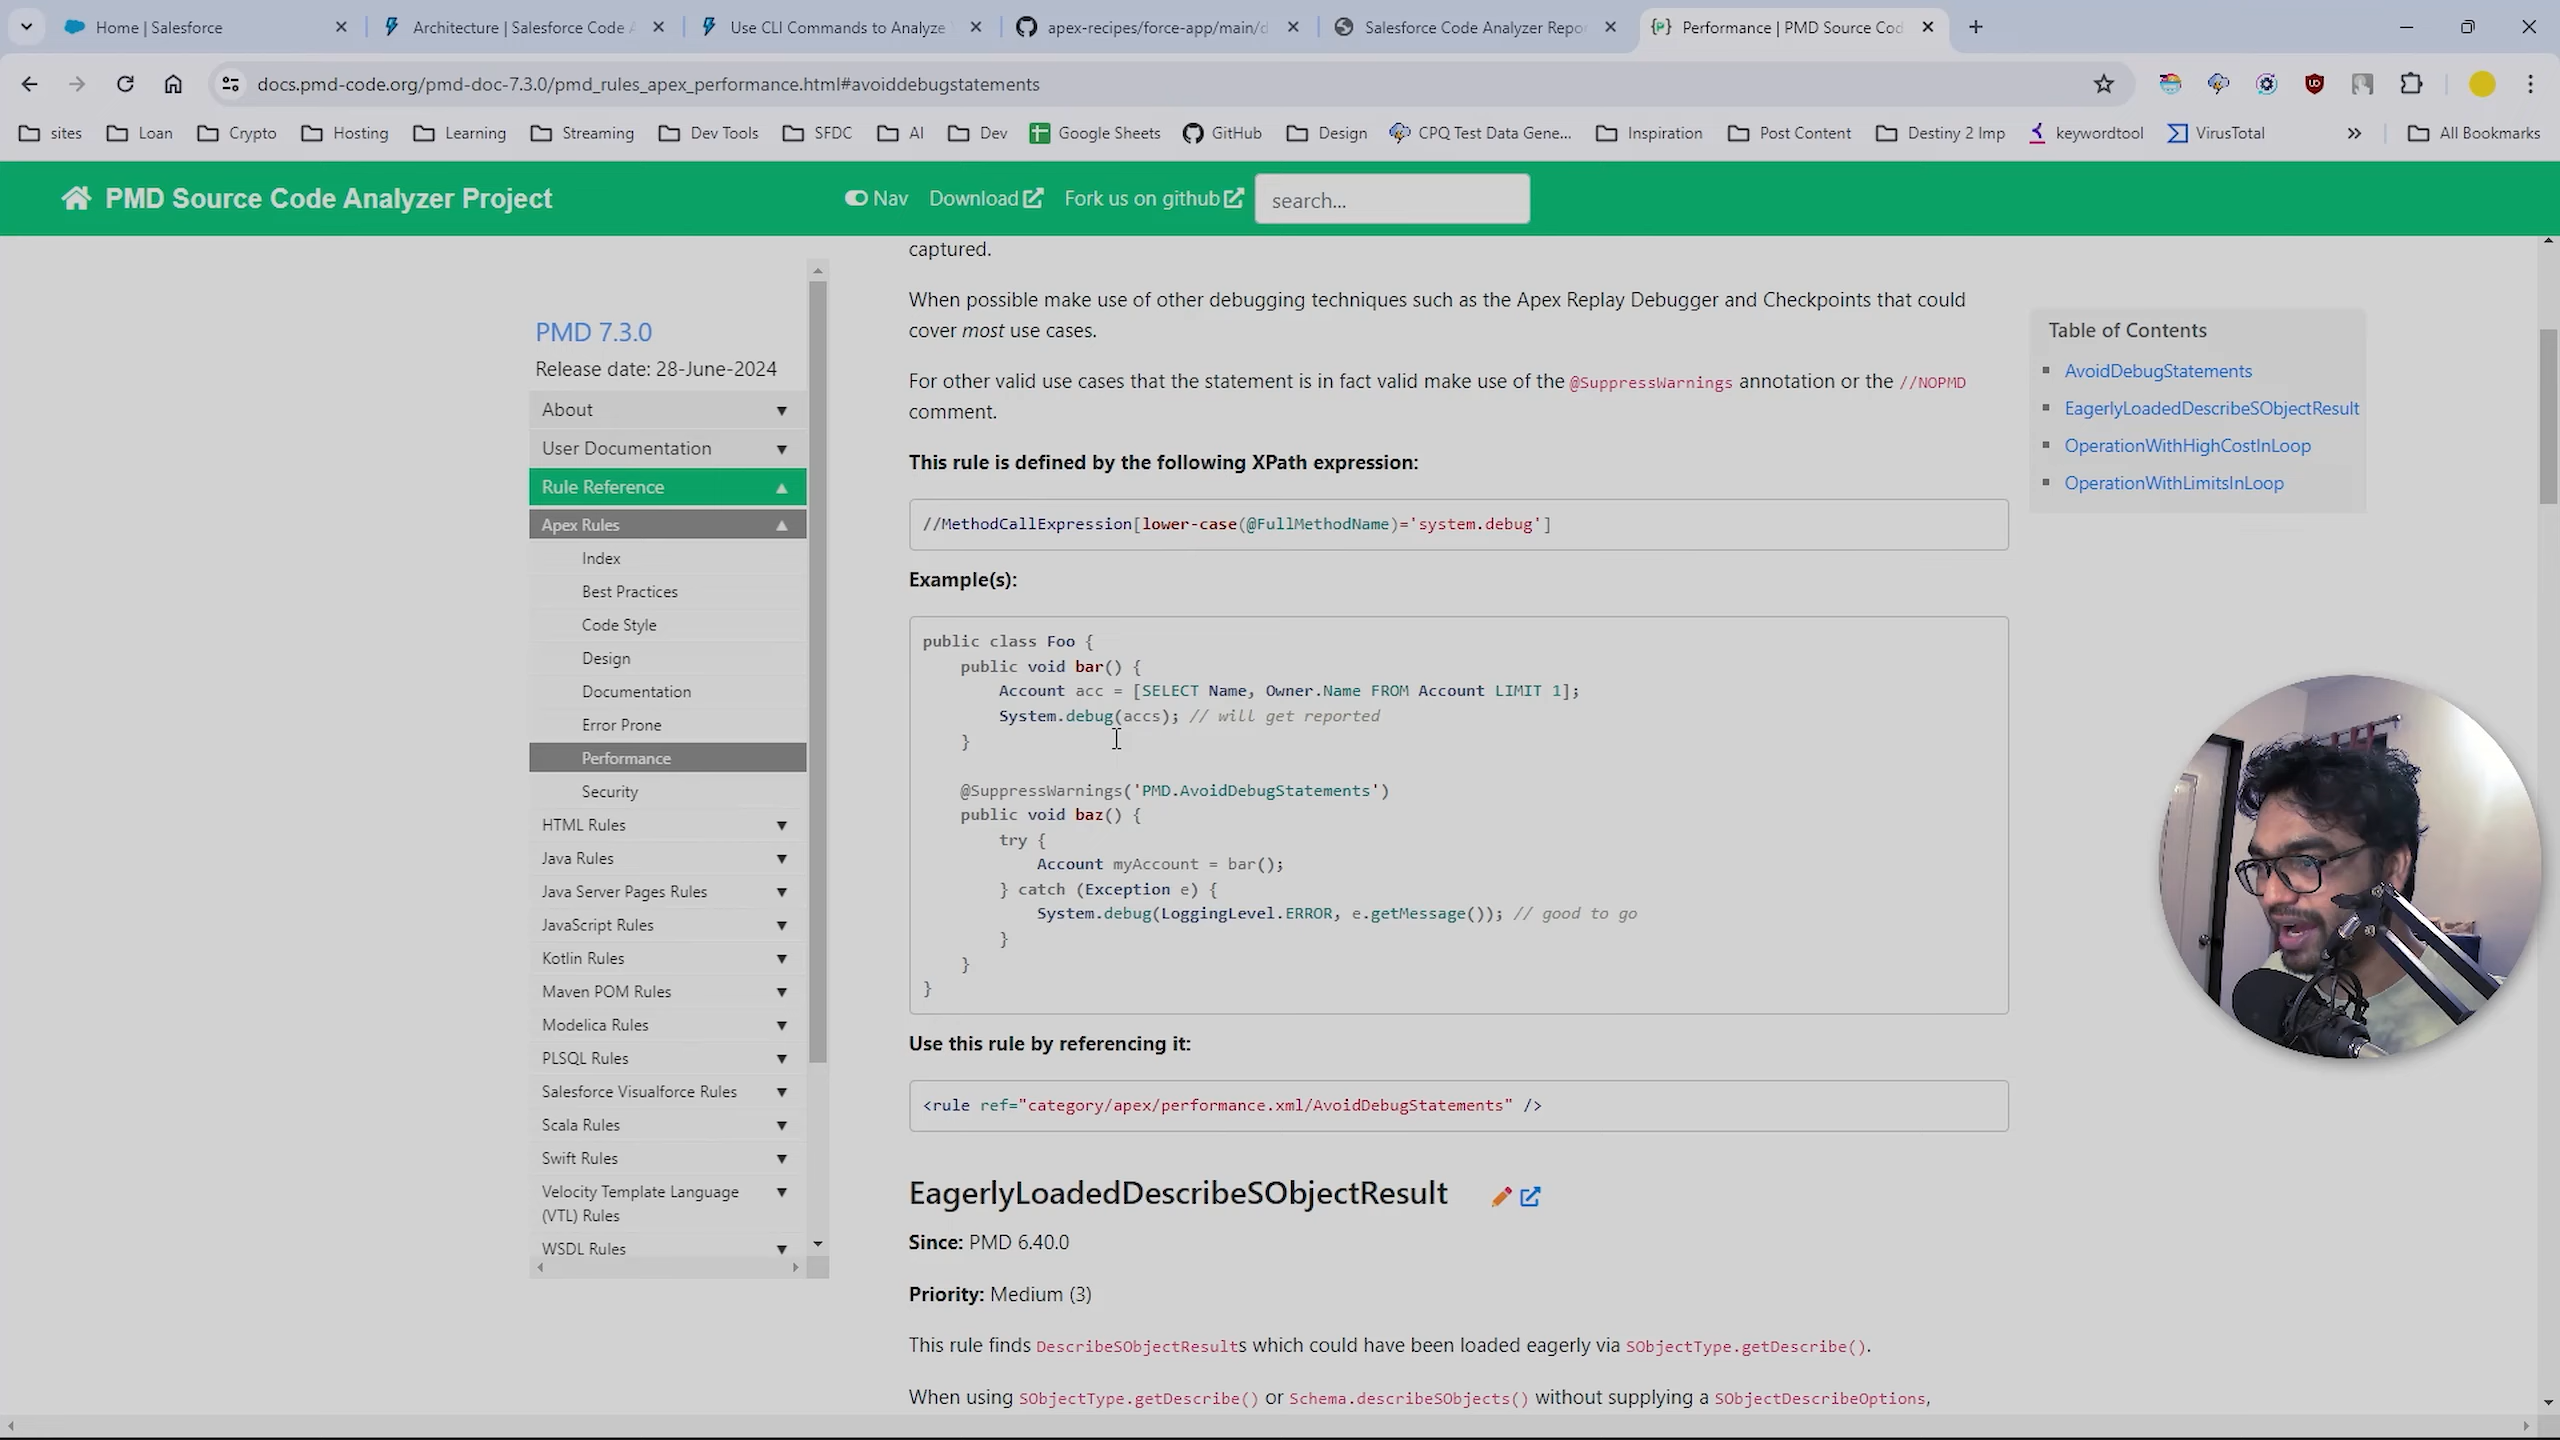 Home | Salesforce
Architecture | Salesforce Code A
Use CLI Commands to Analyze
apex-recipes/force-app/main/d
Salesforce Code Analyzer Repo
Performance | PMD Source Cod
docs.pmd-code.org/pmd-doc-7.3.0/pmd_rules_apex_performance.html#avoiddebugstatements
sites
Loan
Crypto
Hosting
Learning
Streaming
Dev Tools
SFDC
AI
Dev
Google Sheets
GitHub
Design
CPQ Test Data Gene...
Inspiration
Post Content
Destiny 2 Imp
keywordtool
VirusTotal
»
All Bookmarks
PMD Source Code Analyzer Project
Nav
Download
Fork us on github
search...
PMD 7.3.0
Release date: 28-June-2024
About
User Documentation
Rule Reference
Apex Rules
Index
Best Practices
Code Style
Design
Documentation
Error Prone
Performance
Security
HTML Rules
Java Rules
Java Server Pages Rules
JavaScript Rules
Kotlin Rules
Maven POM Rules
Modelica Rules
PLSQL Rules
Salesforce Visualforce Rules
Scala Rules
Swift Rules
Velocity Template Language
(VTL) Rules
WSDL Rules
captured.
When possible make use of other debugging techniques such as the Apex Replay Debugger and Checkpoints that could
cover most use cases.
For other valid use cases that the statement is in fact valid make use of the @SuppressWarnings annotation or the //NOPMD
comment.
This rule is defined by the following XPath expression:
//MethodCallExpression[lower-case(@FullMethodName)='system.debug']
Example(s):
public class Foo {
public void bar() {
Account acc = [SELECT Name, Owner.Name FROM Account LIMIT 1];
System.debug(accs); // will get reported
}
@SuppressWarnings('PMD.AvoidDebugStatements')
public void baz() {
try {
Account myAccount = bar();
} catch (Exception e) {
System.debug(LoggingLevel.ERROR, e.getMessage()); // good to go
}
}
}
Use this rule by referencing it:
<rule ref="category/apex/performance.xml/AvoidDebugStatements" />
EagerlyLoadedDescribeSObjectResult
Since: PMD 6.40.0
Priority: Medium (3)
This rule finds DescribeSObjectResults which could have been loaded eagerly via SObjectType.getDescribe().
When using SObjectType.getDescribe() or Schema.describeSObjects() without supplying a SObjectDescribeOptions,
Table of Contents
AvoidDebugStatements
EagerlyLoadedDescribeSObjectResult
OperationWithHighCostInLoop
OperationWithLimitsInLoop